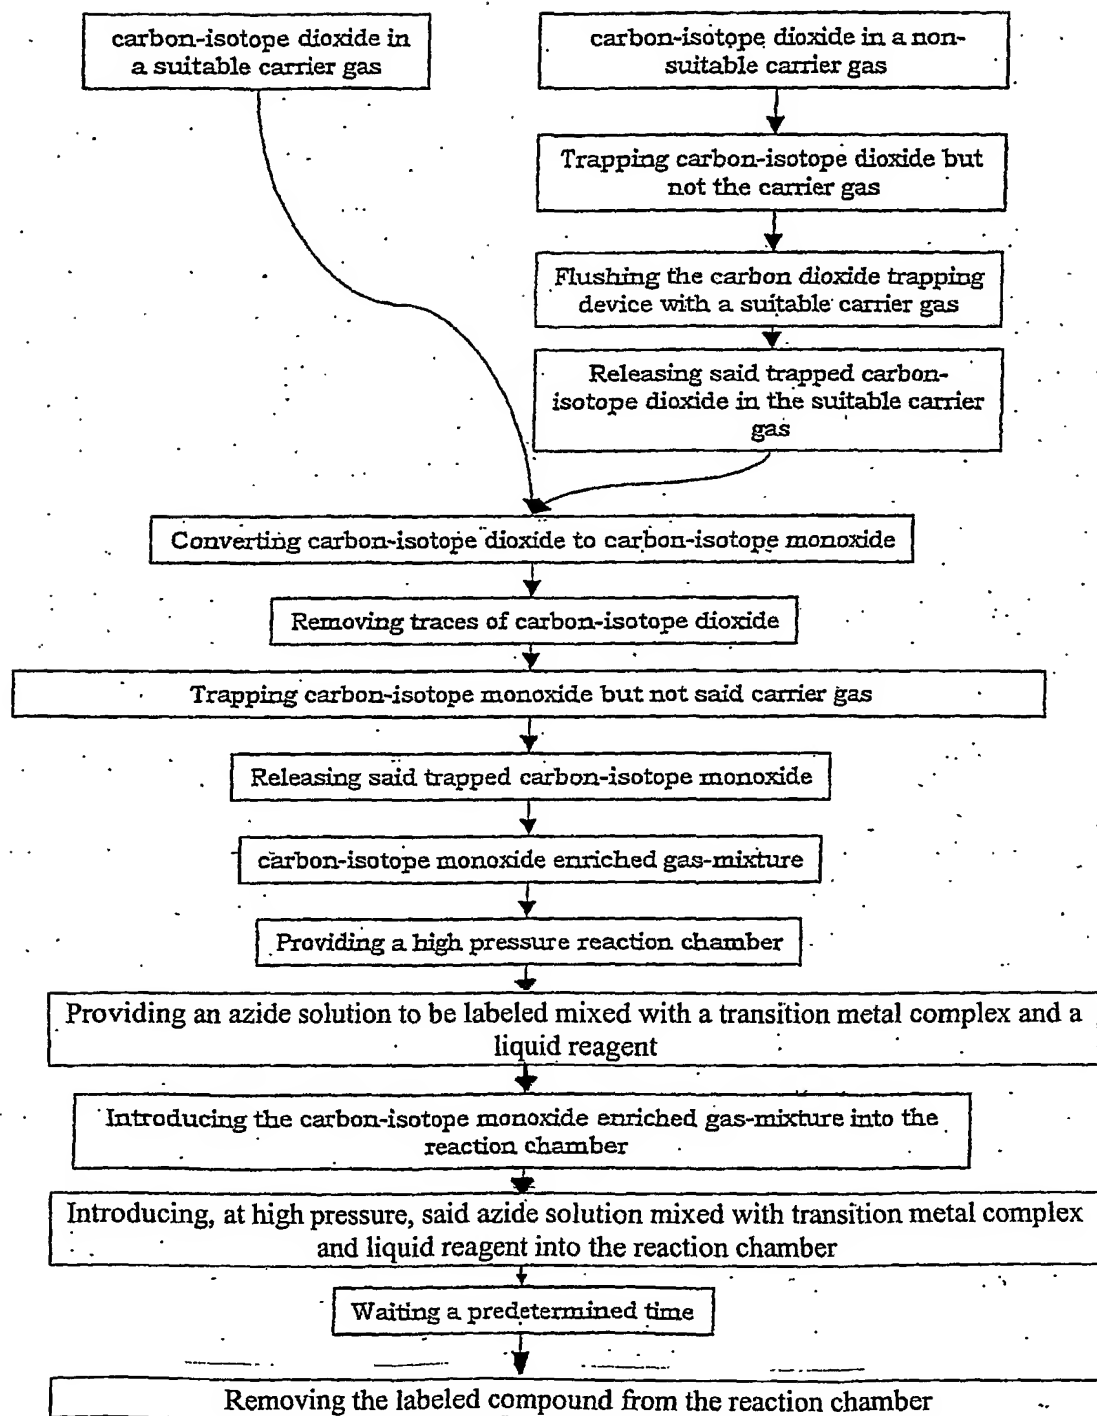 carbon-isotope dioxide in
a suitable carrier gas
carbon-isotope dioxide in a non-
suitable carrier gas
Trapping carbon-isotope dioxide but
not the carrier gas
Flushing the carbon dioxide trapping
device with a suitable carrier gas
Releasing said trapped carbon-
isotope dioxide in the suitable carrier
gas
Converting carbon-isotope dioxide to carbon-isotope monoxide
Removing traces of carbon-isotope dioxide
Trapping carbon-isotope monoxide but not said carrier gas
Releasing said trapped carbon-isotope monoxide
carbon-isotope monoxide enriched gas-mixture
Providing a high pressure reaction chamber
Providing an azide solution to be labeled mixed with a transition metal complex and a
liquid reagent
Introducing the carbon-isotope monoxide enriched gas-mixture into the
reaction chamber
Introducing, at high pressure, said azide solution mixed with transition metal complex
and liquid reagent into the reaction chamber
Waiting a predetermined time
Removing the labeled compound from the reaction chamber